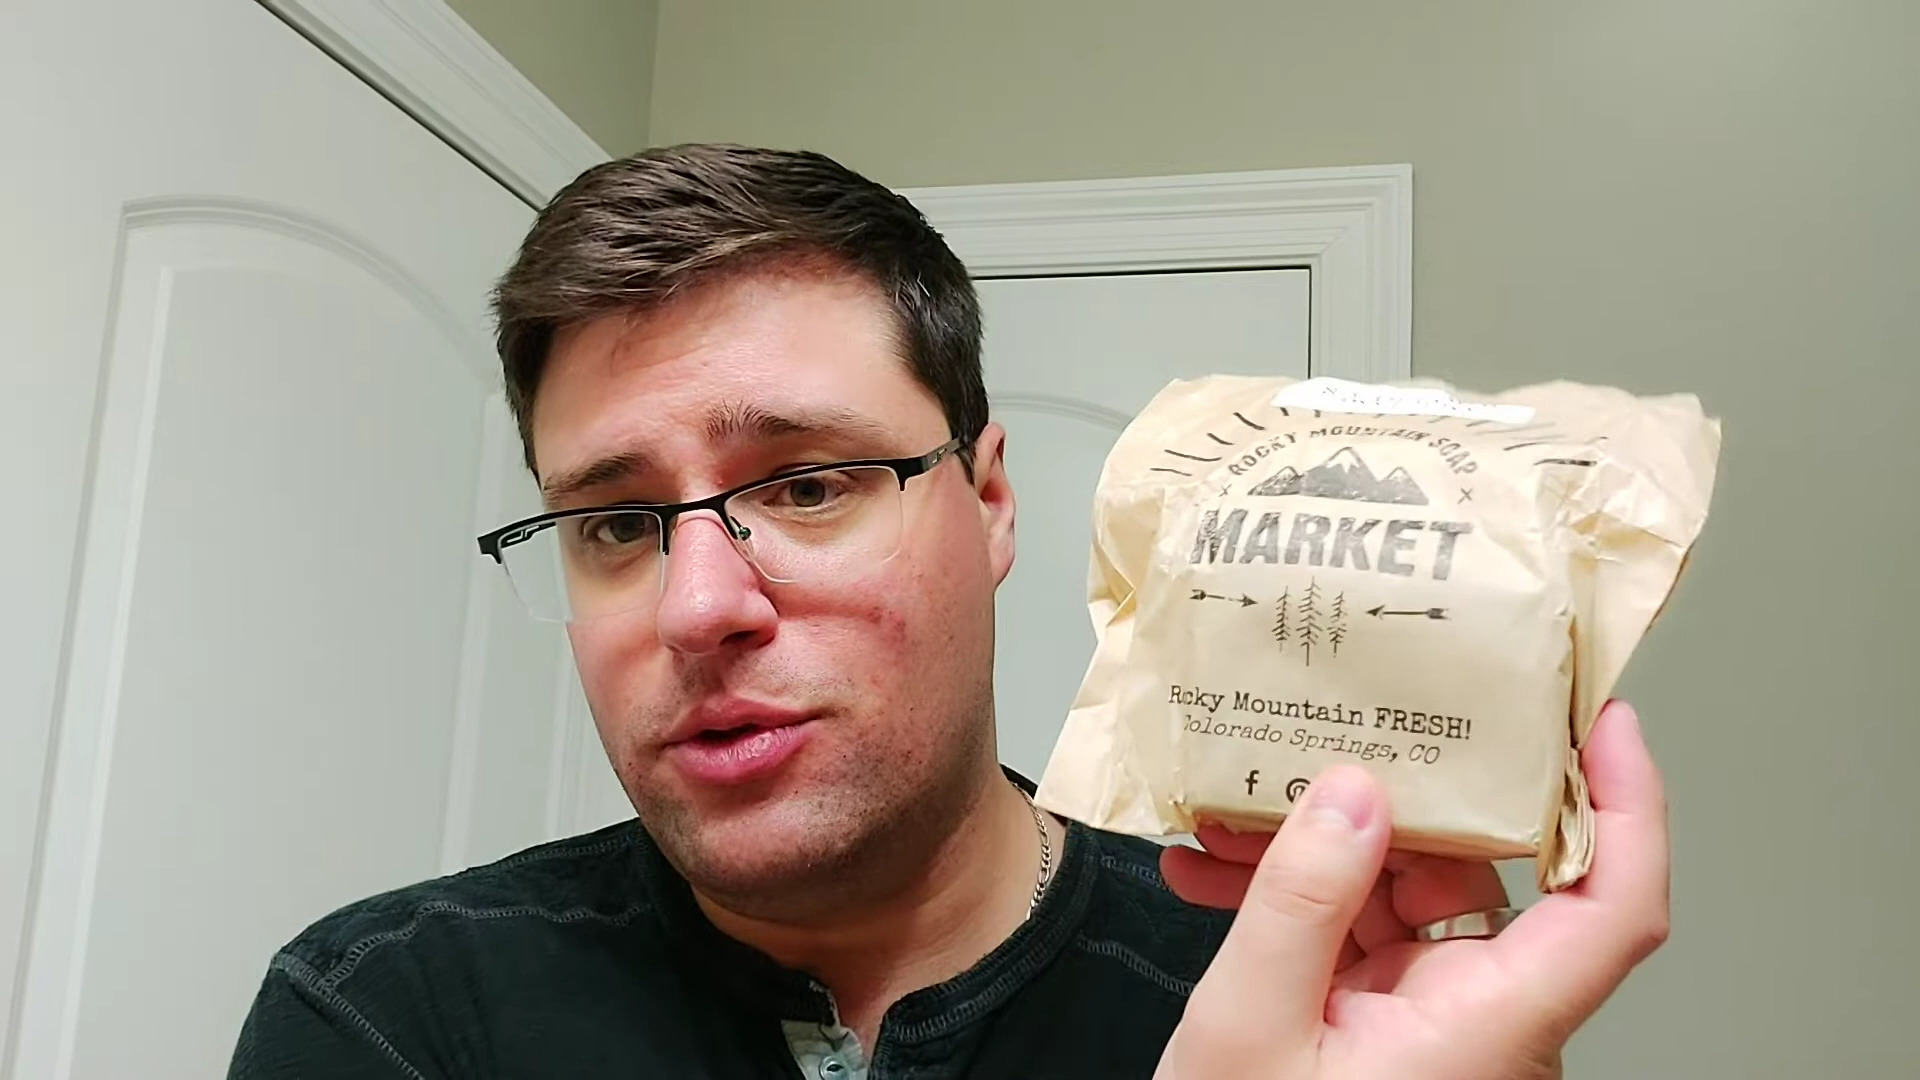 ROCKY MOUNTAIN SOAP
MARKET
Rocky Mountain FRESH!
Colorado Springs, CO